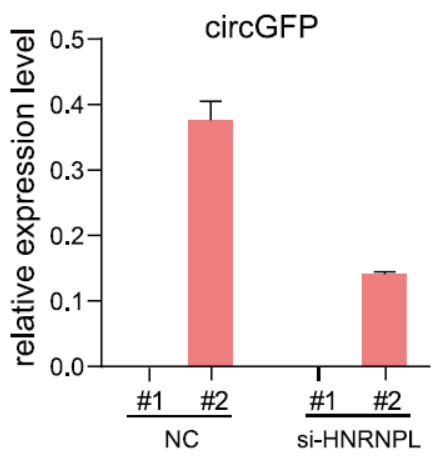 circGFP
relative expression level
0.5
0.4
0.3
0.2
0.1
0.0
#1 #2 #1 #2
NC si-HNRNPL